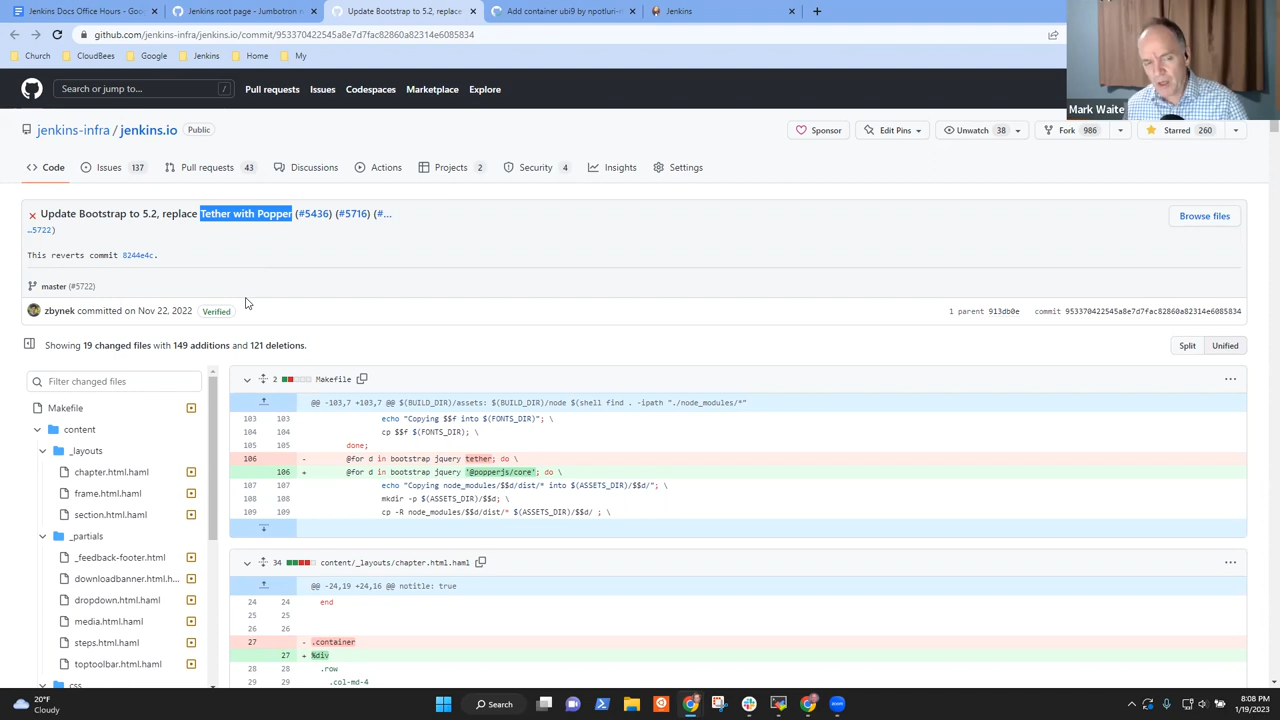 Jenkins Docs Office Hours - Goog
Jenkins root page - Jumbotron n
Update Bootstrap to 5.2, replace
Add container ubi9 by npotluri-n
Jenkins
github.com/jenkins-infra/jenkins.io/commit/953370422545a8e7d7fac82860a82314e6085834
Church
CloudBees
Google
Jenkins
Home
My
Search or jump to...
/
Pull requests
Issues
Codespaces
Marketplace
Explore
Mark Waite
jenkins-infra / jenkins.io
Public
Sponsor
Edit Pins
Unwatch 38
Fork 986
Starred 260
Code
Issues 137
Pull requests 43
Discussions
Actions
Projects 2
Security 4
Insights
Settings
Update Bootstrap to 5.2, replace Tether with Popper (#5436) (#5716) (#...
…5722)
Browse files
This reverts commit 8244e4c.
master (#5722)
zbynek committed on Nov 22, 2022
Verified
1 parent 913db0e
commit 953370422545a8e7d7fac82860a82314e6085834
Showing 19 changed files with 149 additions and 121 deletions.
Split
Unified
Filter changed files
Makefile
content
_layouts
chapter.html.haml
frame.html.haml
section.html.haml
_partials
_feedback-footer.html
downloadbanner.html.h...
dropdown.html.haml
media.html.haml
steps.html.haml
toptoolbar.html.haml
css
2 Makefile
@@ -103,7 +103,7 @@ $(BUILD_DIR)/assets: $(BUILD_DIR)/node $(shell find . -ipath "./node_modules/*"
103 103 echo "Copying $$f into $(FONTS_DIR)"; \
104 104 cp $$f $(FONTS_DIR); \
105 105 done;
106 - @for d in bootstrap jquery tether; do \
106 + @for d in bootstrap jquery '@popperjs/core'; do \
107 107 echo "Copying node_modules/$$d/dist/* into $(ASSETS_DIR)/$$d/"; \
108 108 mkdir -p $(ASSETS_DIR)/$$d; \
109 109 cp -R node_modules/$$d/dist/* $(ASSETS_DIR)/$$d/ ; \
34 content/_layouts/chapter.html.haml
@@ -24,19 +24,16 @@ notitle: true
24 24 end
25 25
26 26
27 - .container
27 + %div
28 28 .row
29 29 .col-md-4
20°F
Cloudy
Search
8:08 PM
1/19/2023